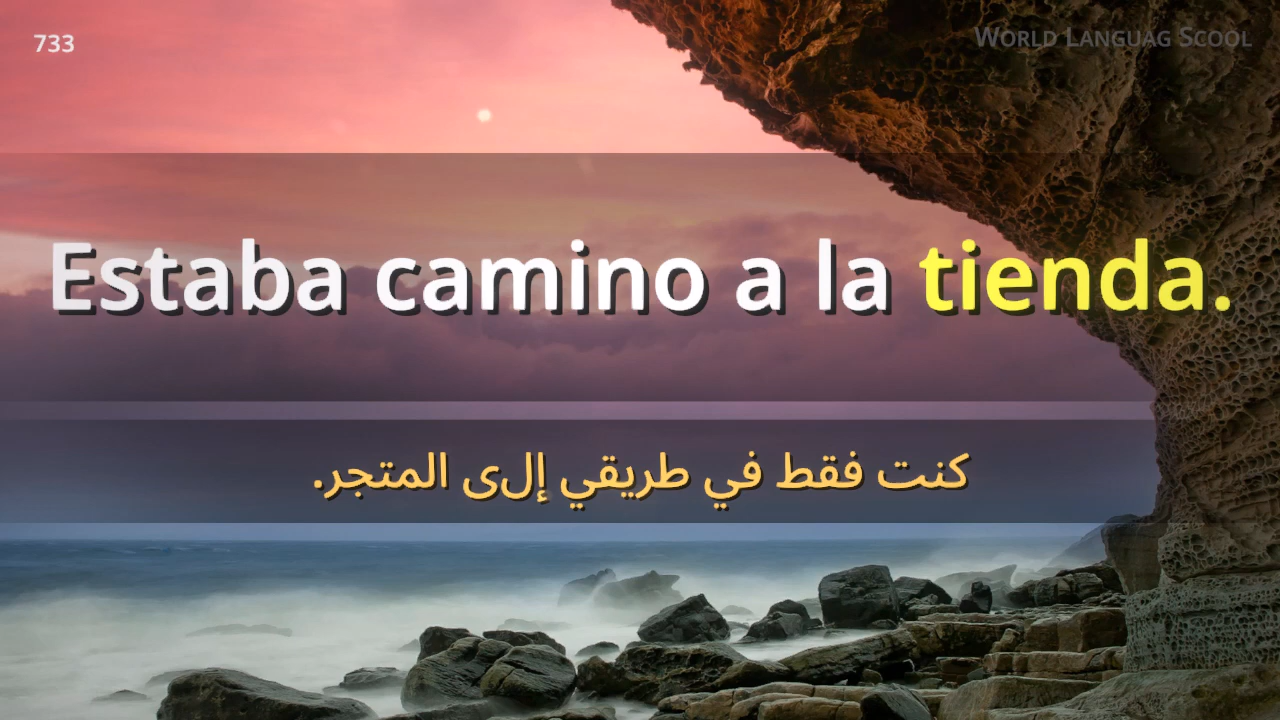 733
WORLD LANGUAG SCOOL
Estaba camino a la tienda.
كنت فقط في طريقي إلى المتجر.